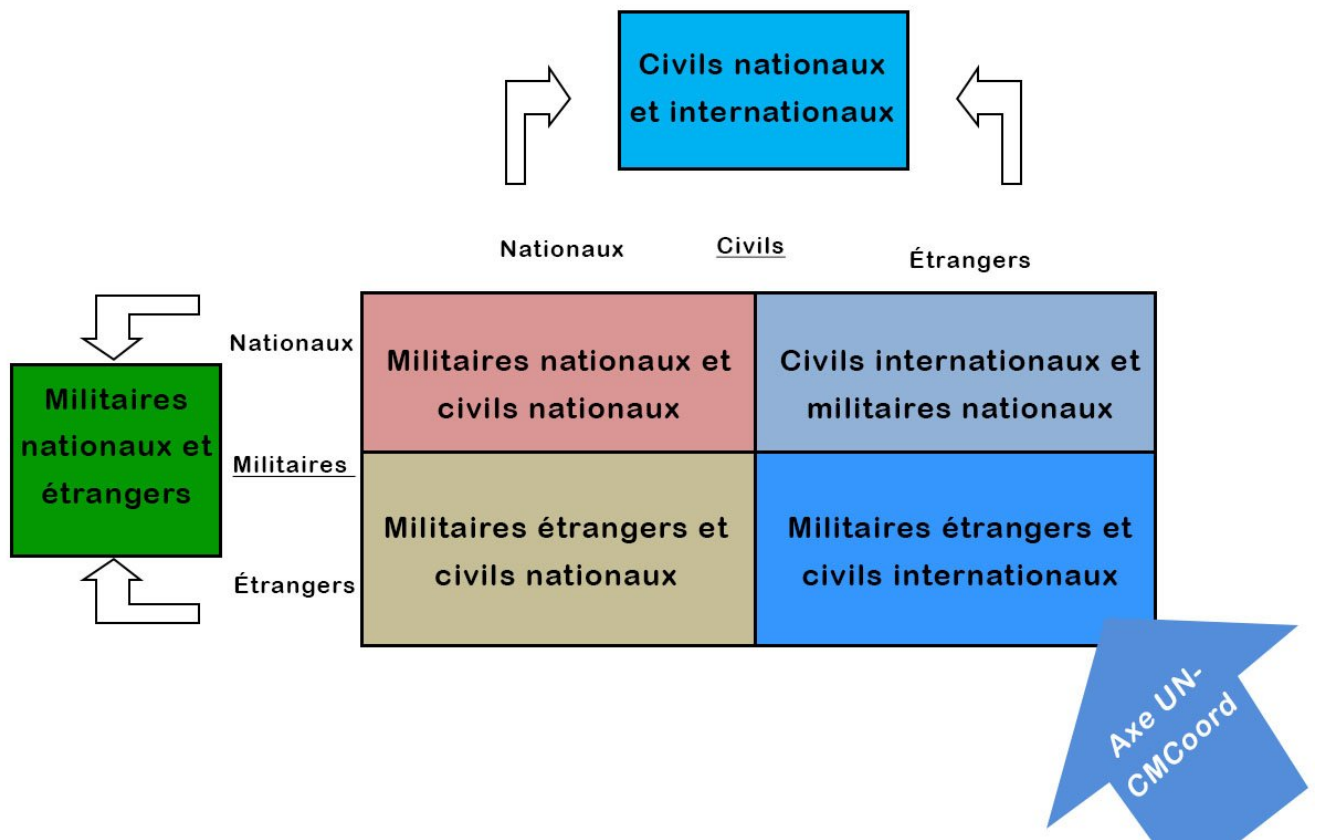 Civils nationaux
et internationaux
Nationaux
Civils
Étrangers
Nationaux
Militaires nationaux et
civils nationaux
Civils internationaux et
militaires nationaux
Militaires
nationaux et
étrangers
Militaires
Militaires étrangers et
civils nationaux
Militaires étrangers et
civils internationaux
Étrangers
Axe UN-
CMCoord